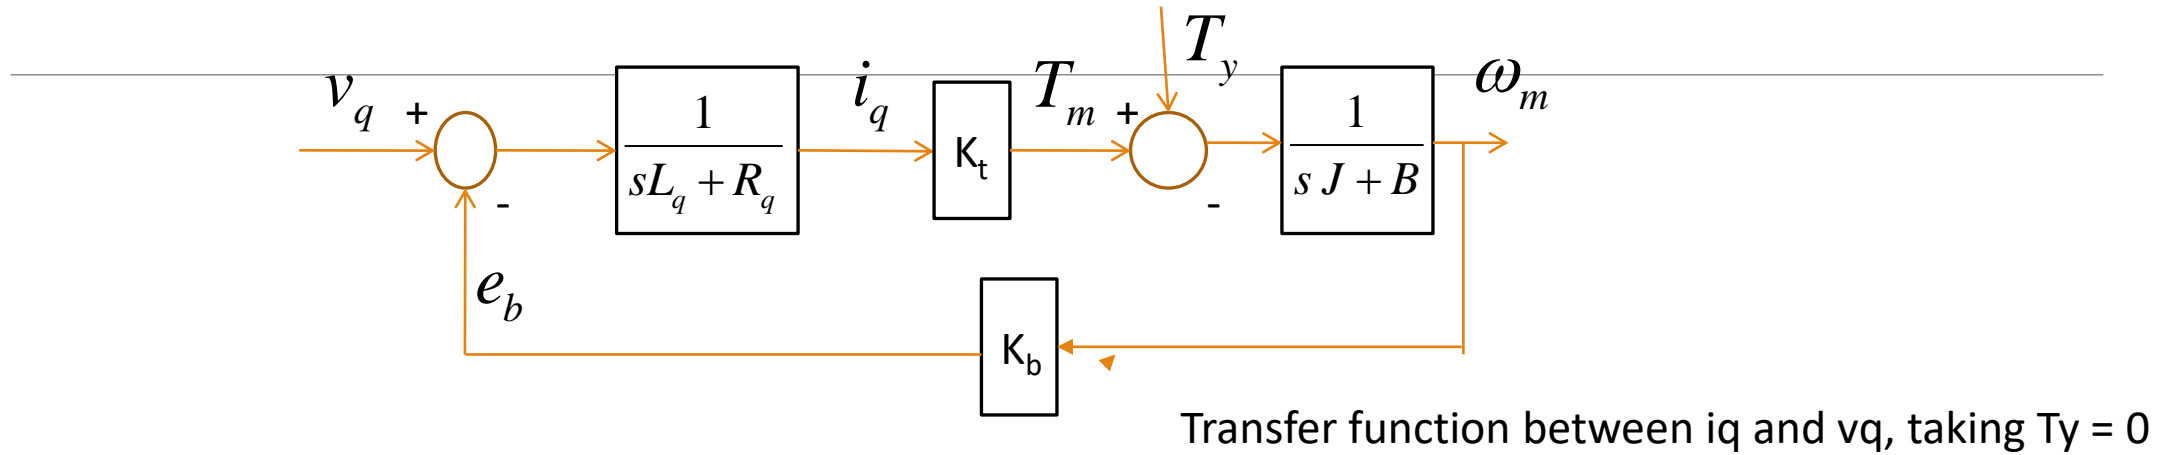 v_q + 1 / (sL_q + R_q) i_q K_t T_m + T_y 1 / (s J + B) ω_m
- -
e_b
K_b
Transfer function between iq and vq, taking Ty = 0